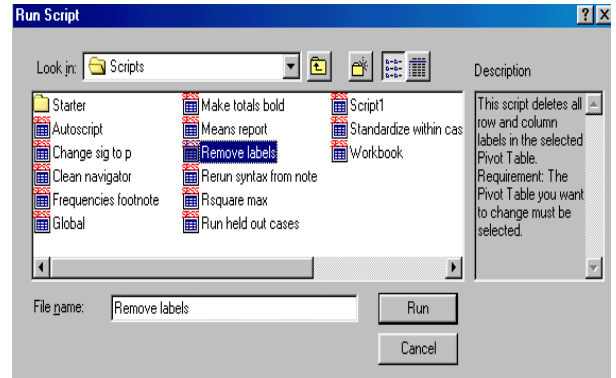 Run Script
Look in: Scripts
Description
Starter
Autoscript
Change sig to p
Clean navigator
Frequencies footnote
Global
Make totals bold
Means report
Remove labels
Rerun syntax from note
Rsquare max
Run held out cases
Script1
Standardize within cas
Workbook
This script deletes all
row and column
labels in the selected
Pivot Table.
Requirement: The
Pivot Table you want
to change must be
selected.
File name: Remove labels
Run
Cancel